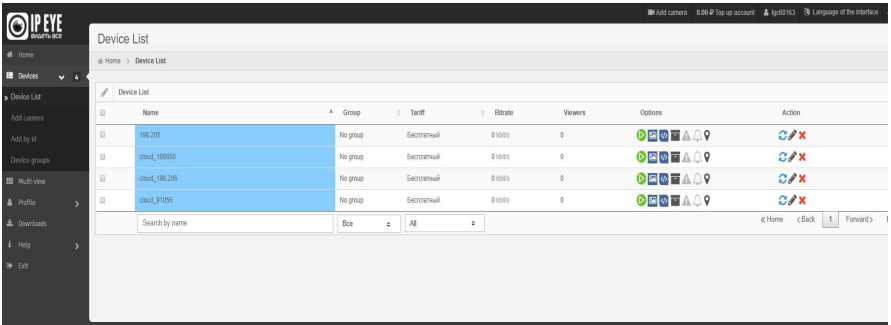 Add camera 0.00 ₽ Top up account lgc60163 Language of the interface
IP EYE
ВИДЕТЬ ВСЕ
Device List
Home
Home > Device List
Devices 4
Device List
Device List
Add camera
Name Group Tariff Bitrate Viewers Options Action
Add by id
198.205 No group Бесплатный 0 kbit/s 0
Device groups
cloud_108650 No group Бесплатный 0 kbit/s 0
Multi-view
cloud_198.206 No group Бесплатный 0 kbit/s 0
Profile
cloud_91056 No group Бесплатный 0 kbit/s 0
Downloads
Search by name Все All Home Back 1 Forward
Help
Exit